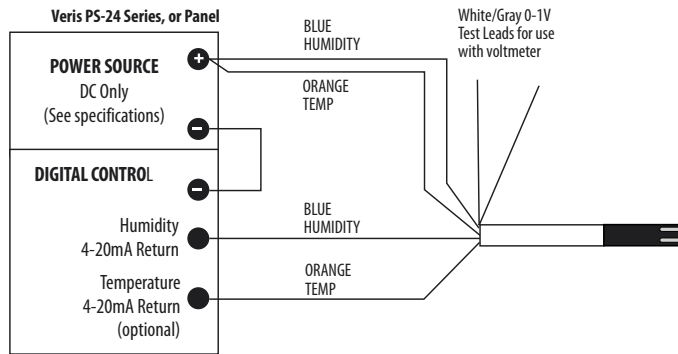 Veris PS-24 Series, or Panel
POWER SOURCE
DC Only
(See specifications)
+
−
DIGITAL CONTROL
−
Humidity
4-20mA Return
Temperature
4-20mA Return
(optional)
BLUE
HUMIDITY
ORANGE
TEMP
BLUE
HUMIDITY
ORANGE
TEMP
White/Gray 0-1V
Test Leads for use
with voltmeter